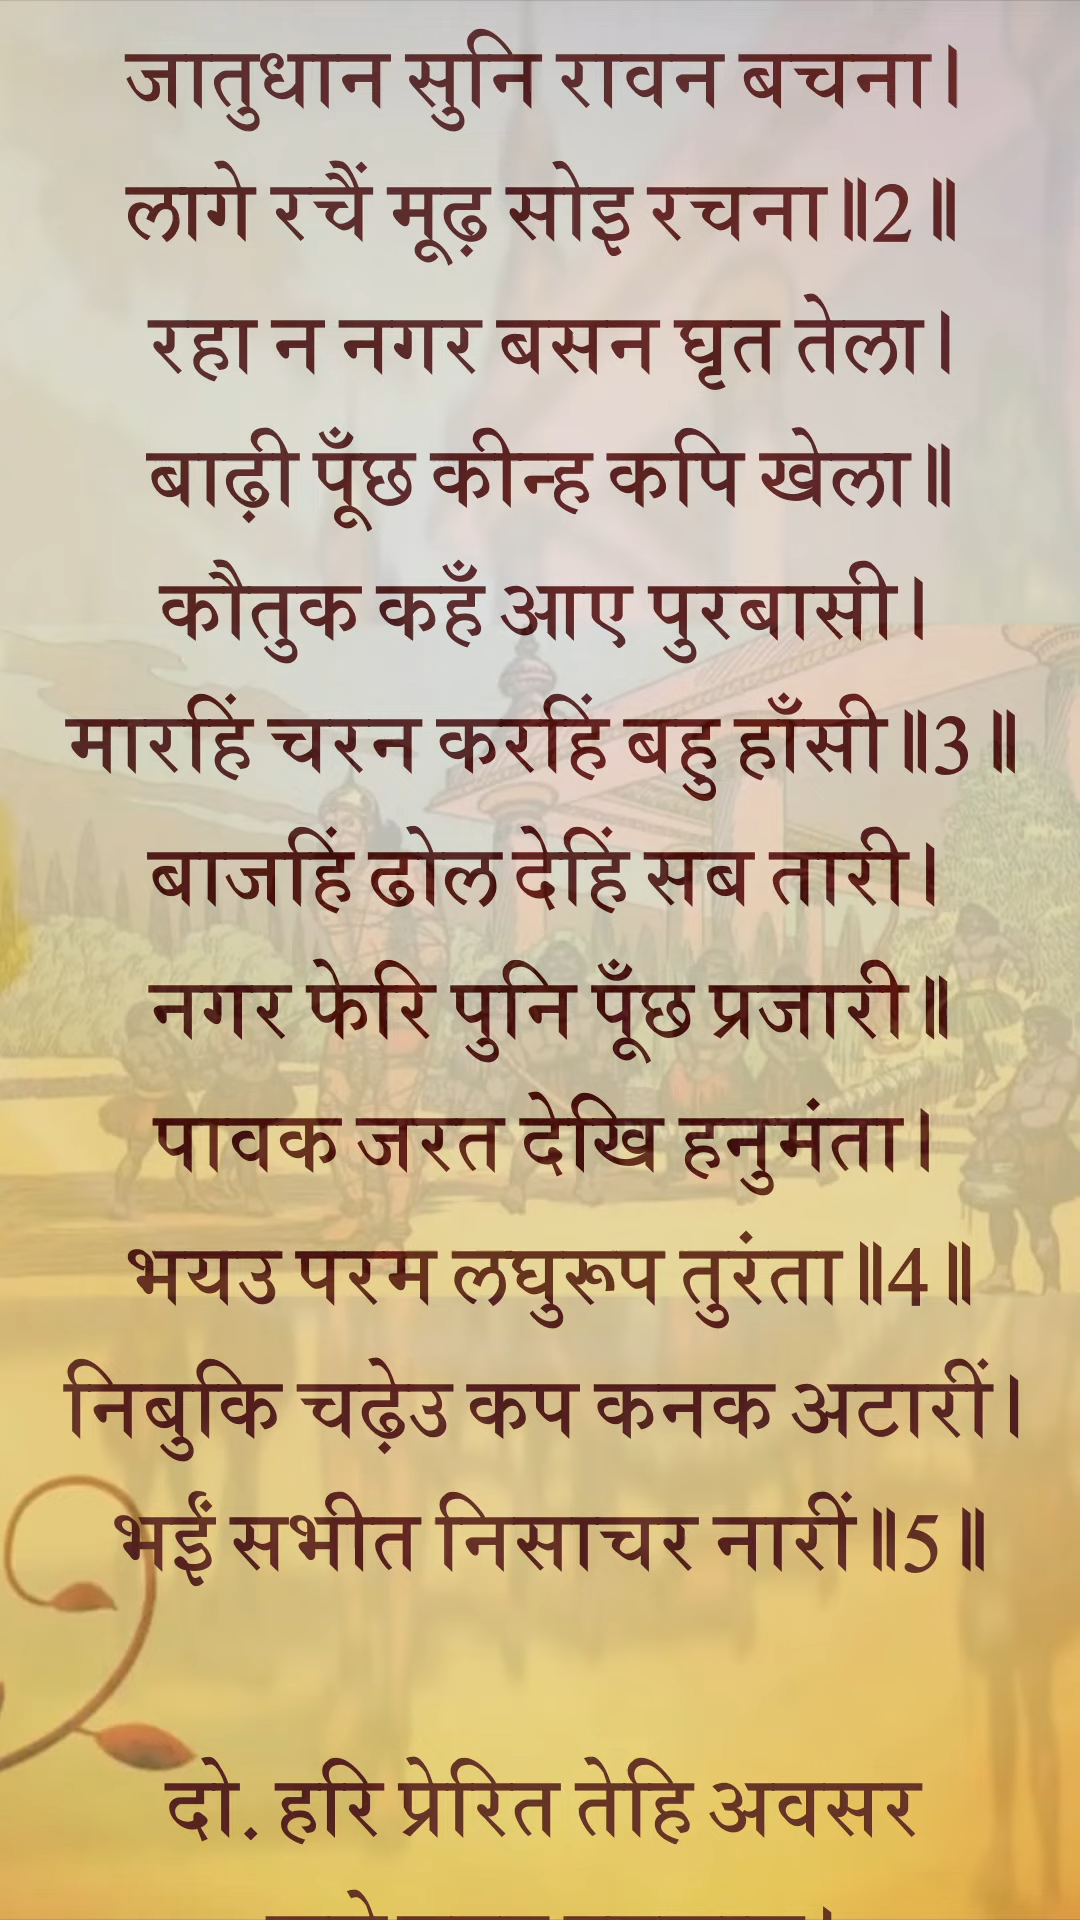 जातुधान सुनि रावन बचना।
लागे रचैं मूढ़ सोइ रचना॥2॥
रहा न नगर बसन घृत तेला।
बाढ़ी पूँछ कीन्ह कपि खेला॥
कौतुक कहँ आए पुरबासी।
मारहिं चरन करहिं बहु हाँसी॥3॥
बाजहिं ढोल देहिं सब तारी।
नगर फेरि पुनि पूँछ प्रजारी॥
पावक जरत देखि हनुमंता।
भयउ परम लघुरूप तुरंता॥4॥
निबुकि चढ़ेउ कप कनक अटारीं।
भईं सभीत निसाचर नारीं॥5॥
दो. हरि प्रेरित तेहि अवसर